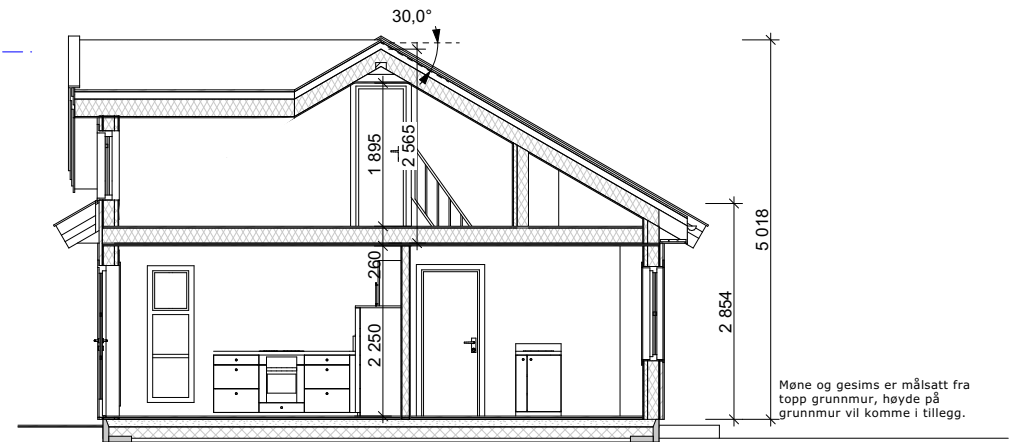 30,0°
1 895
2 565
260
2 250
2 854
5 018
Møne og gesims er målsatt fra
topp grunnmur, høyde på
grunnmur vil komme i tillegg.